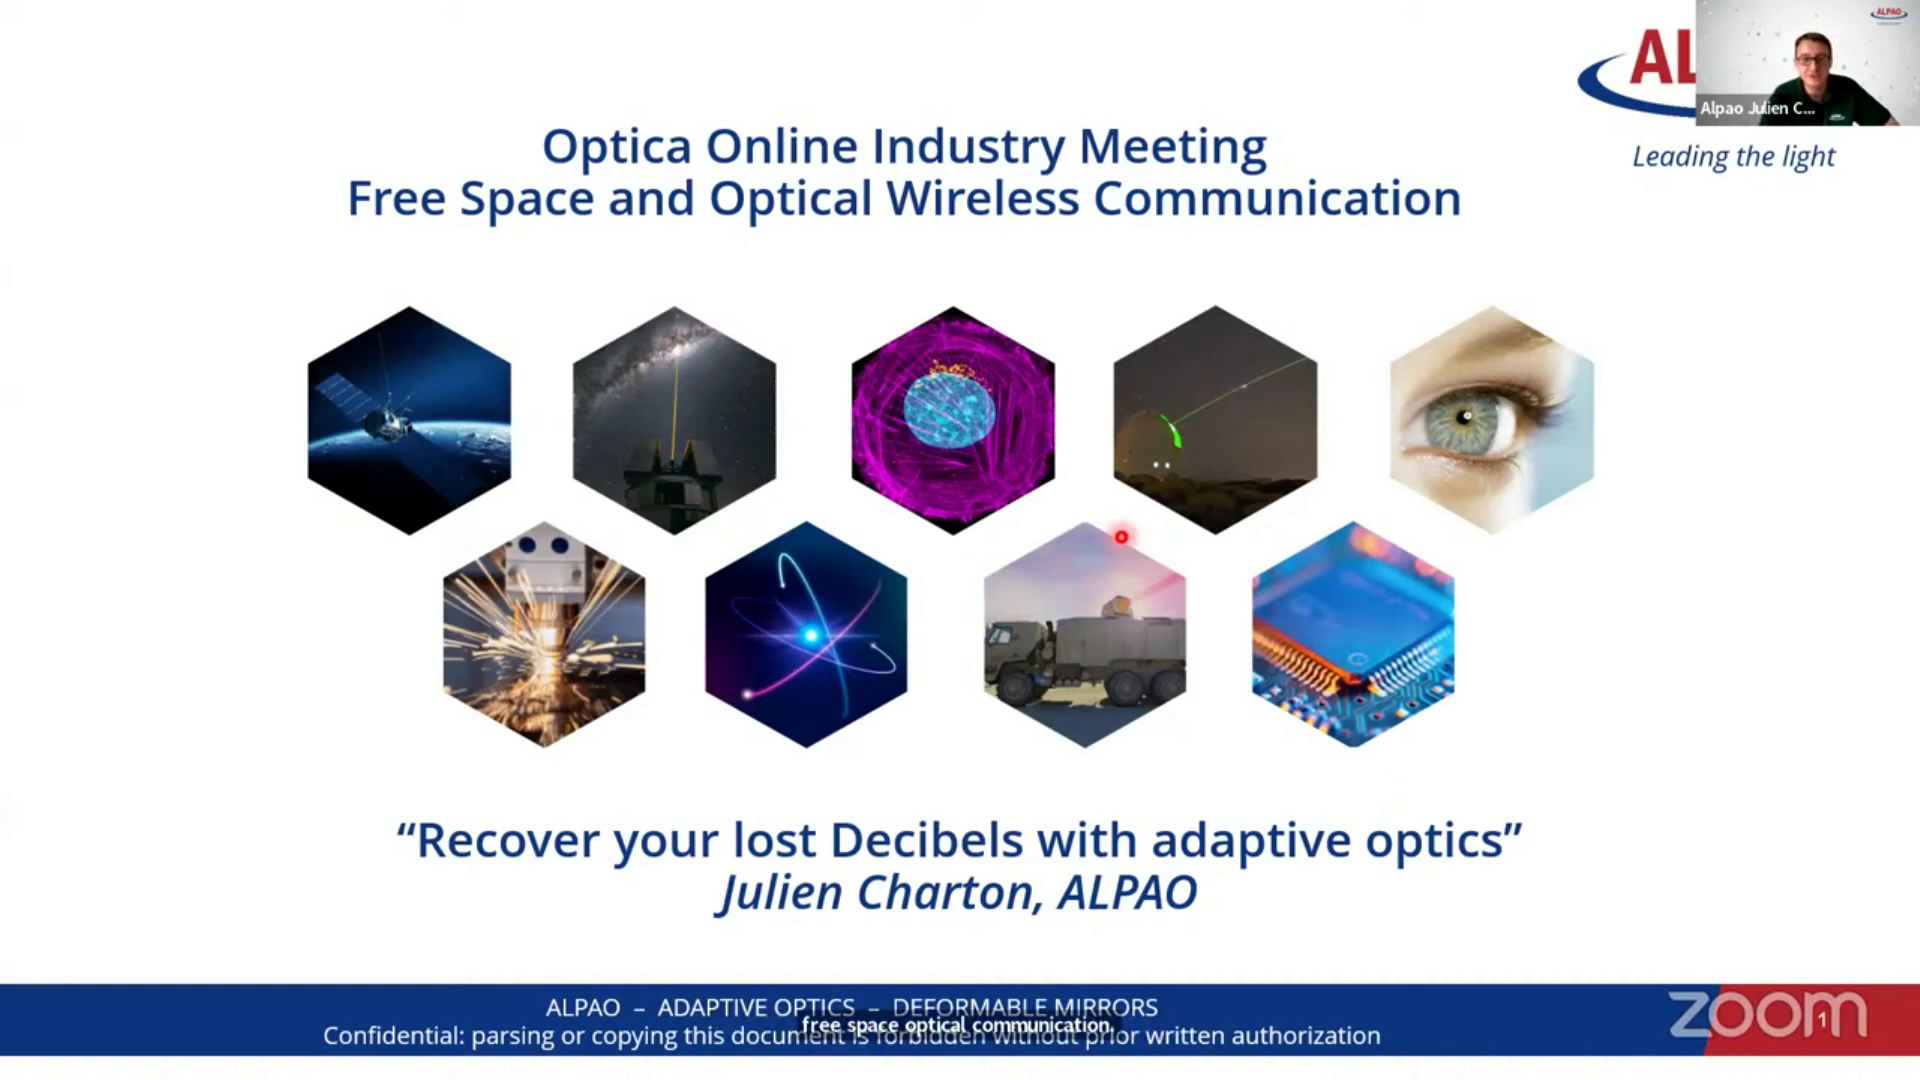 ALPAO
AL
Alpao Julien C...
Leading the light
Optica Online Industry Meeting
Free Space and Optical Wireless Communication
“Recover your lost Decibels with adaptive optics”
Julien Charton, ALPAO
ALPAO – ADAPTIVE OPTICS – DEFORMABLE MIRRORS
free space optical communication.
Confidential: parsing or copying this document is forbidden without prior written authorization
zoom
1